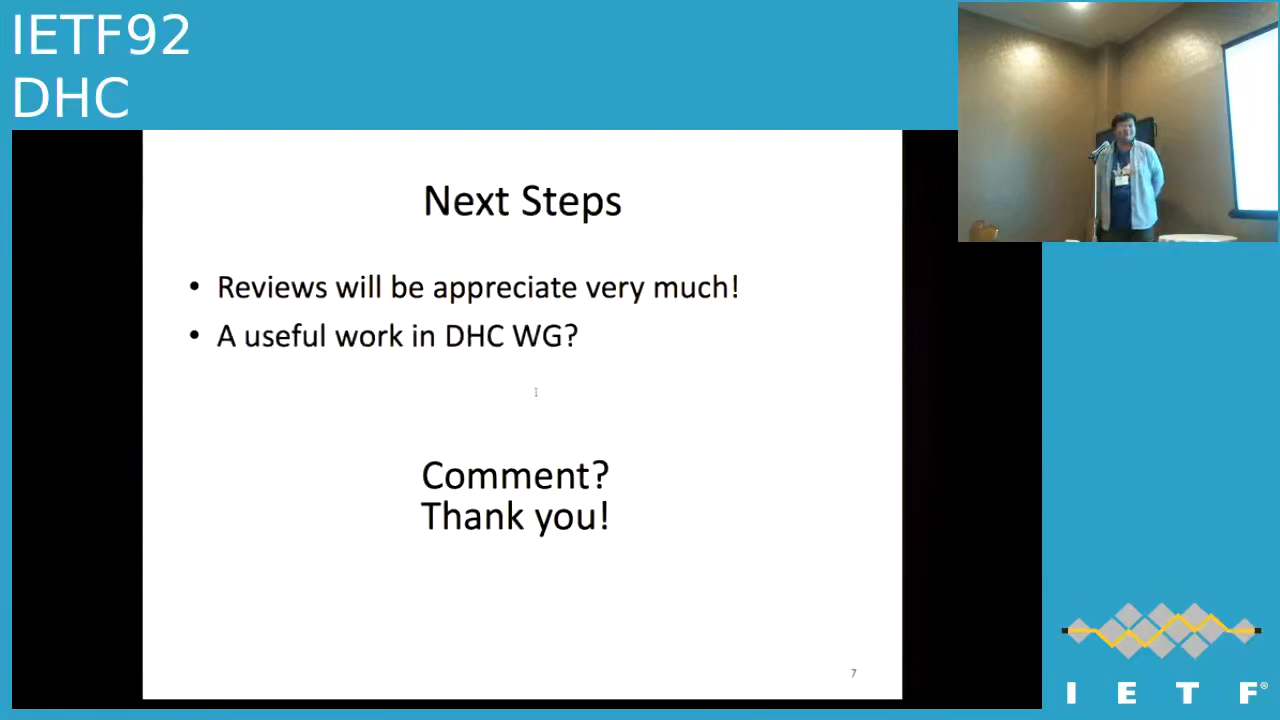 IETF92
DHC
Next Steps
• Reviews will be appreciate very much!
• A useful work in DHC WG?
Comment?
Thank you!
7
I E T F®